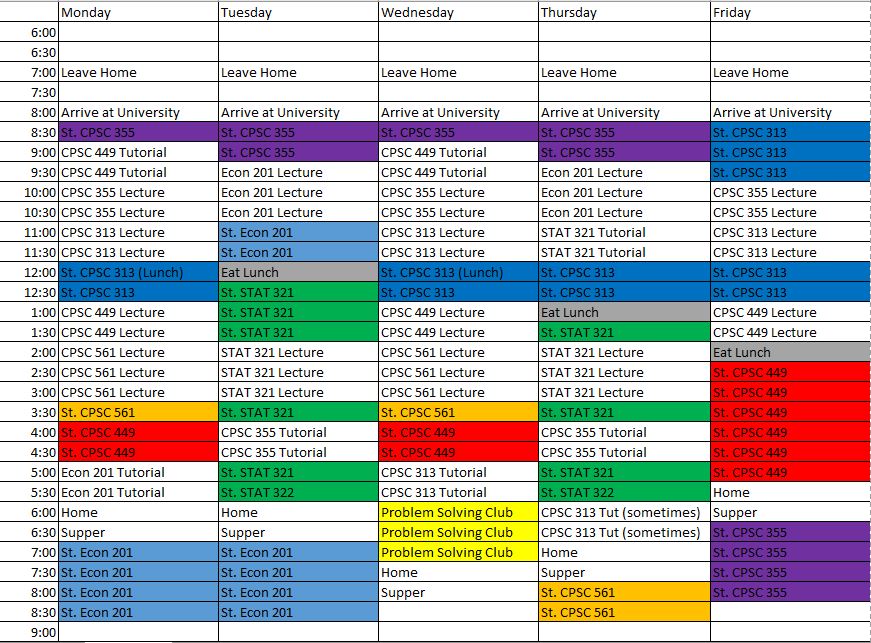 Monday Tuesday Wednesday Thursday Friday
6:00
6:30
7:00 Leave Home Leave Home Leave Home Leave Home Leave Home
7:30
8:00 Arrive at University Arrive at University Arrive at University Arrive at University Arrive at University
8:30 St. CPSC 355 St. CPSC 355 St. CPSC 355 St. CPSC 355 St. CPSC 313
9:00 CPSC 449 Tutorial St. CPSC 355 CPSC 449 Tutorial St. CPSC 355 St. CPSC 313
9:30 CPSC 449 Tutorial Econ 201 Lecture CPSC 449 Tutorial Econ 201 Lecture St. CPSC 313
10:00 CPSC 355 Lecture Econ 201 Lecture CPSC 355 Lecture Econ 201 Lecture CPSC 355 Lecture
10:30 CPSC 355 Lecture Econ 201 Lecture CPSC 355 Lecture Econ 201 Lecture CPSC 355 Lecture
11:00 CPSC 313 Lecture St. Econ 201 CPSC 313 Lecture STAT 321 Tutorial CPSC 313 Lecture
11:30 CPSC 313 Lecture St. Econ 201 CPSC 313 Lecture STAT 321 Tutorial CPSC 313 Lecture
12:00 St. CPSC 313 (Lunch) Eat Lunch St. CPSC 313 (Lunch) St. CPSC 313 St. CPSC 313
12:30 St. CPSC 313 St. STAT 321 St. CPSC 313 St. CPSC 313 St. CPSC 313
1:00 CPSC 449 Lecture St. STAT 321 CPSC 449 Lecture Eat Lunch CPSC 449 Lecture
1:30 CPSC 449 Lecture St. STAT 321 CPSC 449 Lecture St. STAT 321 CPSC 449 Lecture
2:00 CPSC 561 Lecture STAT 321 Lecture CPSC 561 Lecture STAT 321 Lecture Eat Lunch
2:30 CPSC 561 Lecture STAT 321 Lecture CPSC 561 Lecture STAT 321 Lecture St. CPSC 449
3:00 CPSC 561 Lecture STAT 321 Lecture CPSC 561 Lecture STAT 321 Lecture St. CPSC 449
3:30 St. CPSC 561 St. STAT 321 St. CPSC 561 St. STAT 321 St. CPSC 449
4:00 St. CPSC 449 CPSC 355 Tutorial St. CPSC 449 CPSC 355 Tutorial St. CPSC 449
4:30 St. CPSC 449 CPSC 355 Tutorial St. CPSC 449 CPSC 355 Tutorial St. CPSC 449
5:00 Econ 201 Tutorial St. STAT 321 CPSC 313 Tutorial St. STAT 321 St. CPSC 449
5:30 Econ 201 Tutorial St. STAT 322 CPSC 313 Tutorial St. STAT 322 Home
6:00 Home Home Problem Solving Club CPSC 313 Tut (sometimes) Supper
6:30 Supper Supper Problem Solving Club CPSC 313 Tut (sometimes) St. CPSC 355
7:00 St. Econ 201 St. Econ 201 Problem Solving Club Home St. CPSC 355
7:30 St. Econ 201 St. Econ 201 Home Supper St. CPSC 355
8:00 St. Econ 201 St. Econ 201 Supper St. CPSC 561 St. CPSC 355
8:30 St. Econ 201 St. Econ 201 St. CPSC 561
9:00